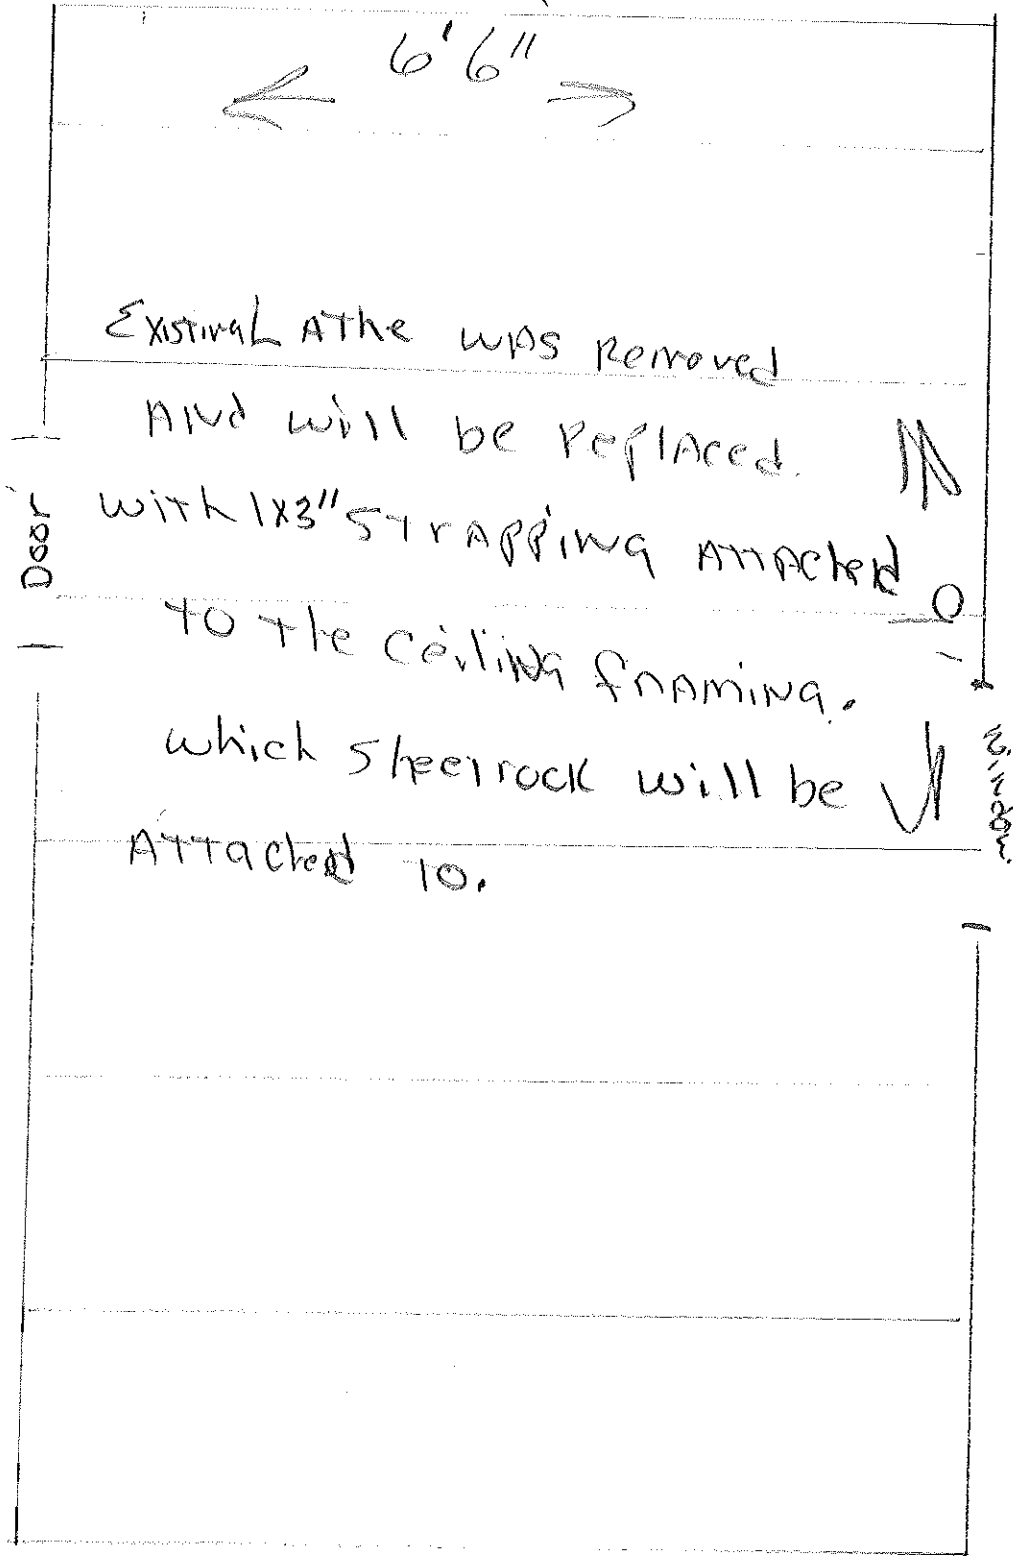 6'6"
Existing Lathe was Removed
And will be replaced.
with 1x3" strapping Attached
to the ceiling framing.
which sheetrock will be
Attached to.
Door
Window